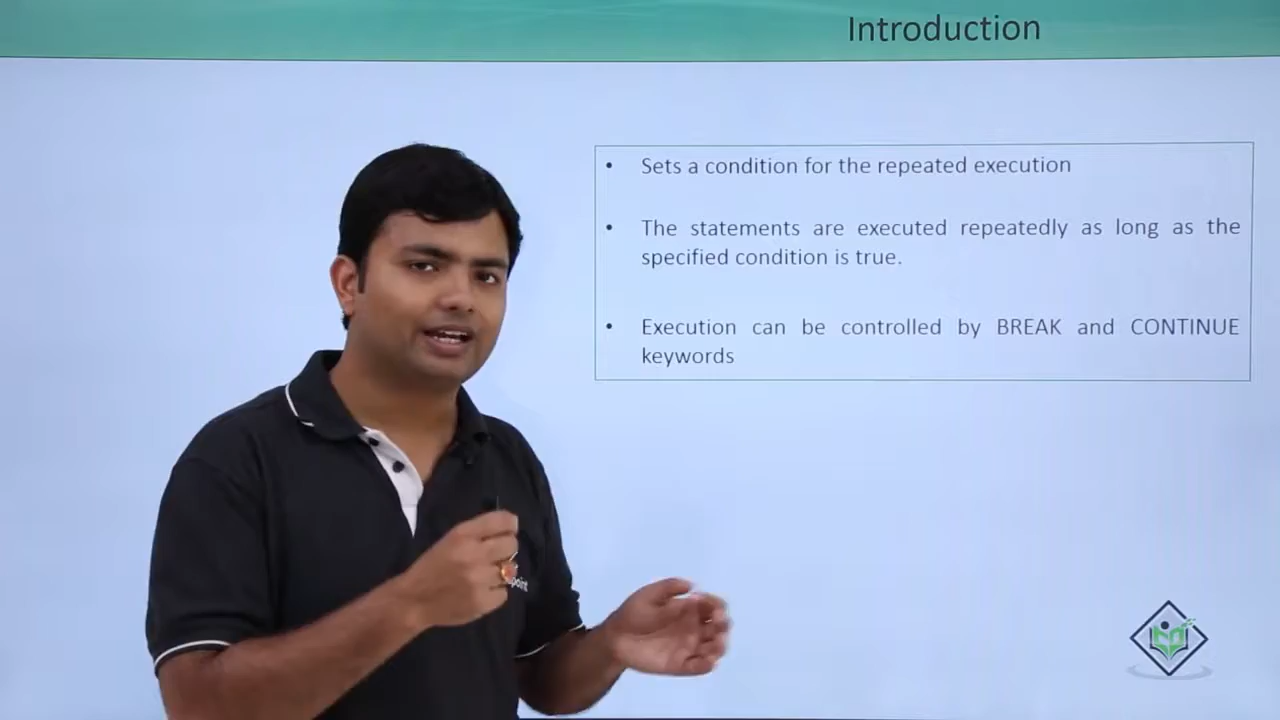 Introduction
• Sets a condition for the repeated execution
• The statements are executed repeatedly as long as the
specified condition is true.
• Execution can be controlled by BREAK and CONTINUE
keywords
point